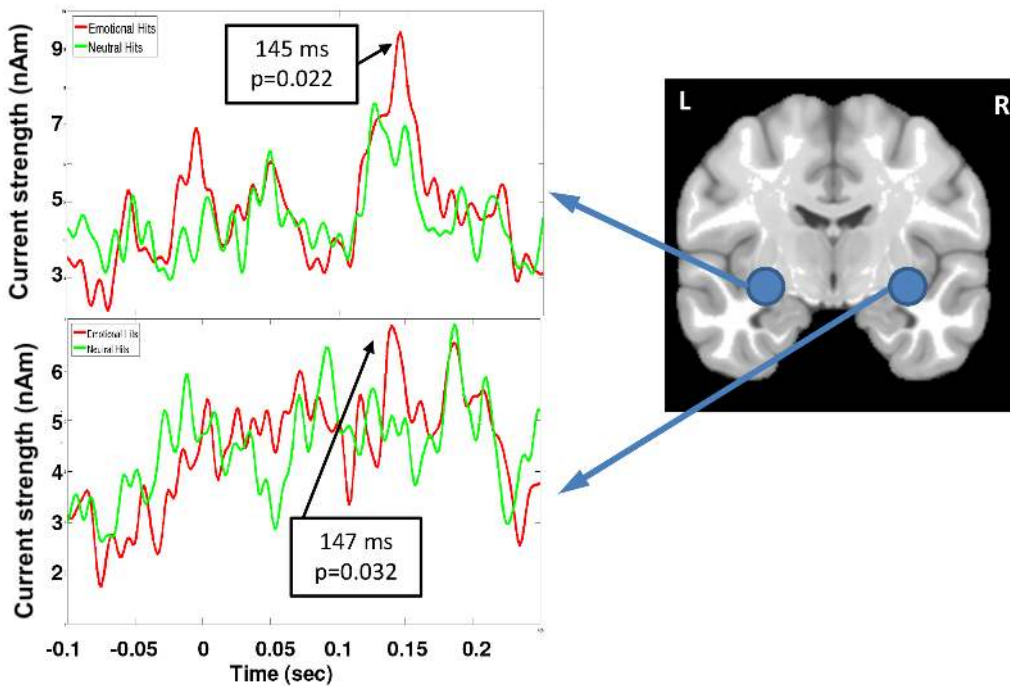 Emotional Hits
Neutral Hits
145 ms
p=0.022
Current strength (nAm)
9
7
5
3
L
R
Emotional Hits
Neutral Hits
147 ms
p=0.032
Current strength (nAm)
6
5
4
3
2
-0.1
-0.05
0
0.05
0.1
0.15
0.2
Time (sec)